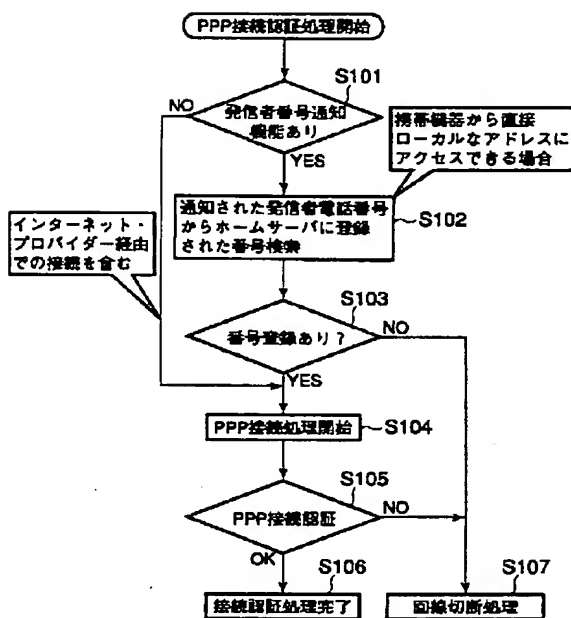 PPP接続認証処理開始
S101
NO
発信者番号通知
機能あり
YES
携帯機器から直接
ローカルなアドレスに
アクセスできる場合
通知された発信者電話番号
からホームサーバに登録
された番号検索
S102
インターネット・
プロバイダー経由
での接続を含む
S103
番号登録あり?
NO
YES
PPP接続処理開始
S104
S105
PPP接続認証
NO
OK
S106
接続認証処理完了
S107
回線切断処理